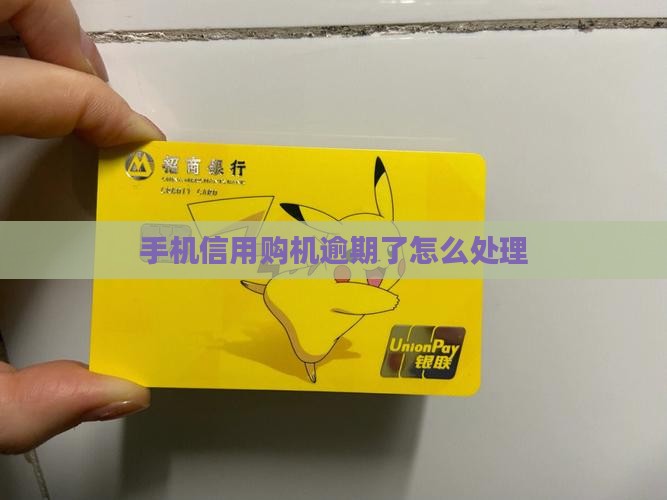 招商银行
CREDIT CARD
手机信用购机逾期了怎么处理
UnionPay
银联